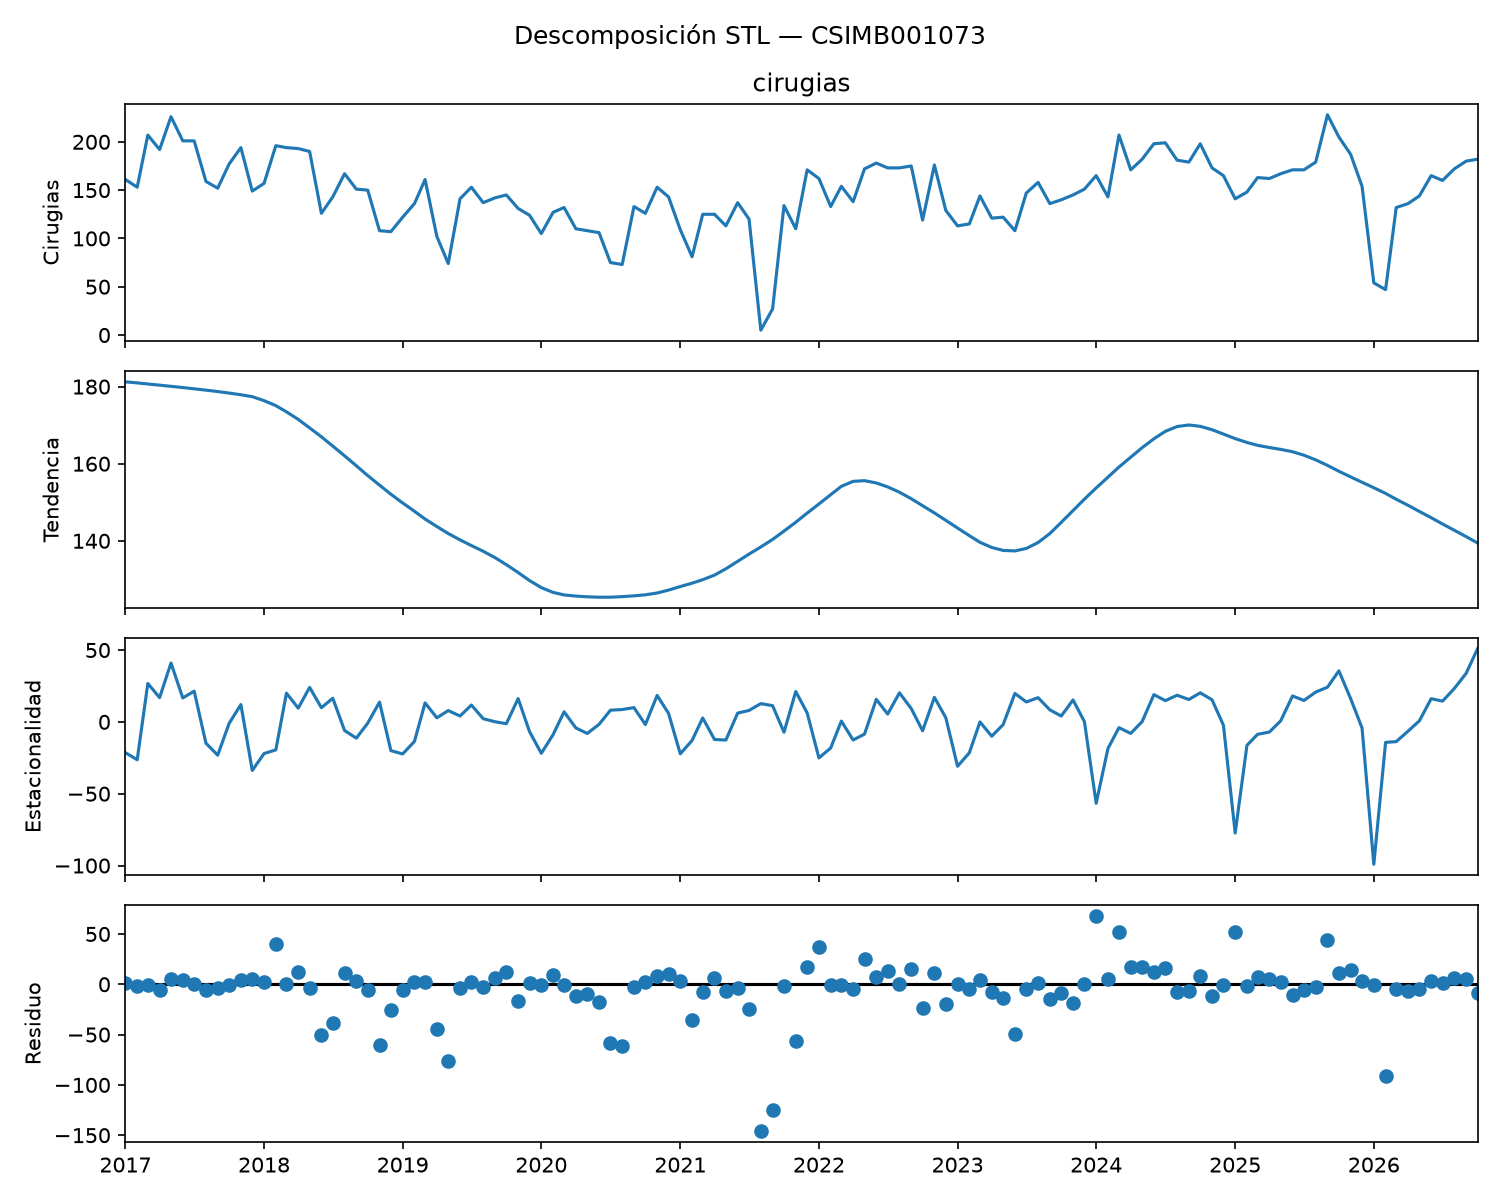 Descomposición STL — CSIMB001073
cirugias
Cirugias
200
150
100
50
0
Tendencia
180
160
140
Estacionalidad
50
0
−50
−100
Residuo
50
0
−50
−100
−150
2017 2018 2019 2020 2021 2022 2023 2024 2025 2026